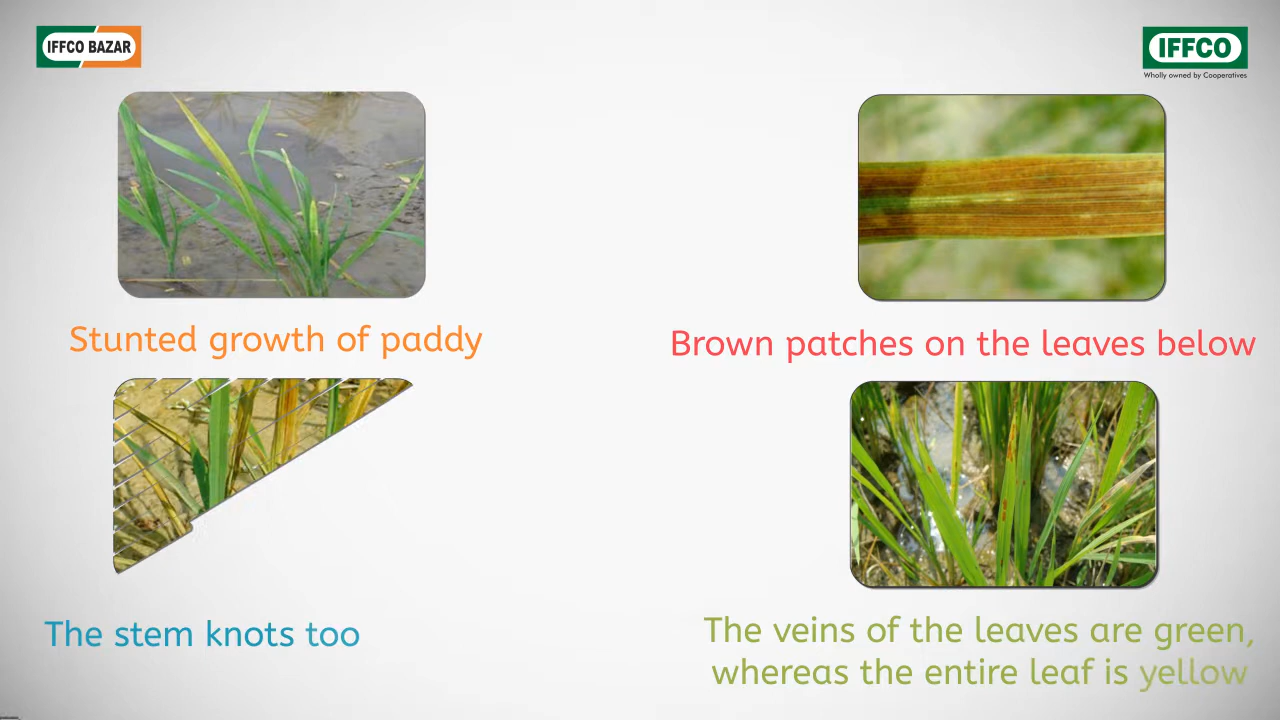 IFFCO BAZAR
IFFCO
Wholly owned by Cooperatives
Stunted growth of paddy
Brown patches on the leaves below
The stem knots too
The veins of the leaves are green,
whereas the entire leaf is yellow